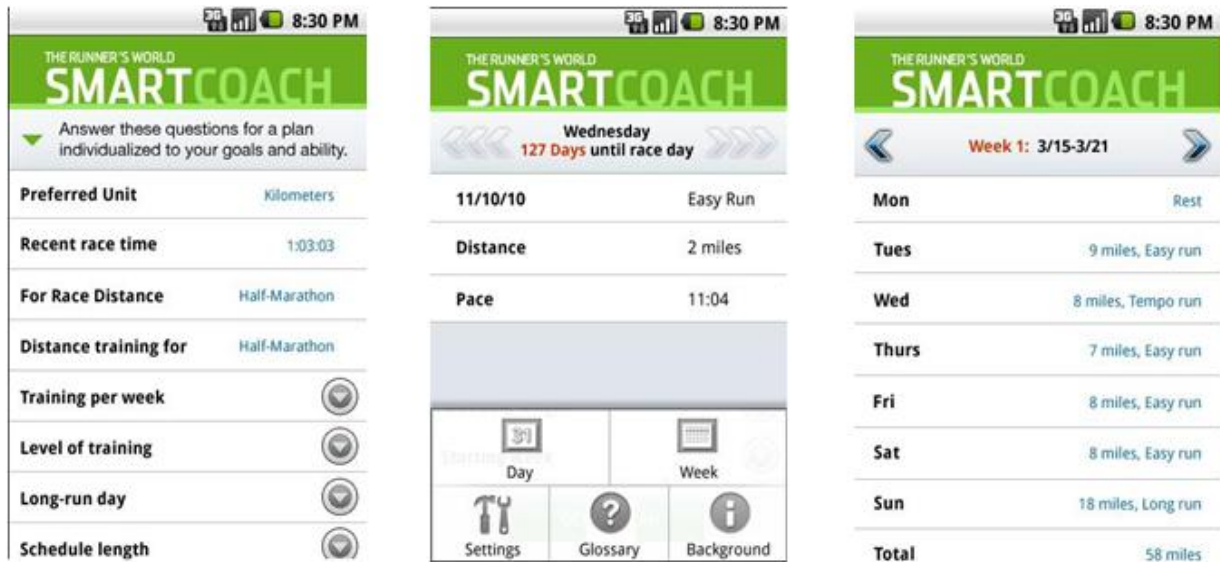 3G
8:30 PM
THE RUNNER'S WORLD
SMARTCOACH
Answer these questions for a plan
individualized to your goals and ability.
Preferred Unit Kilometers
Recent race time 1:03:03
For Race Distance Half-Marathon
Distance training for Half-Marathon
Training per week
Level of training
Long-run day
Schedule length
3G
8:30 PM
THE RUNNER'S WORLD
SMARTCOACH
Wednesday
127 Days until race day
11/10/10 Easy Run
Distance 2 miles
Pace 11:04
31
Day Week
Settings Glossary Background
3G
8:30 PM
THE RUNNER'S WORLD
SMARTCOACH
Week 1: 3/15-3/21
Mon Rest
Tues 9 miles, Easy run
Wed 8 miles, Tempo run
Thurs 7 miles, Easy run
Fri 8 miles, Easy run
Sat 8 miles, Easy run
Sun 18 miles, Long run
Total 58 miles